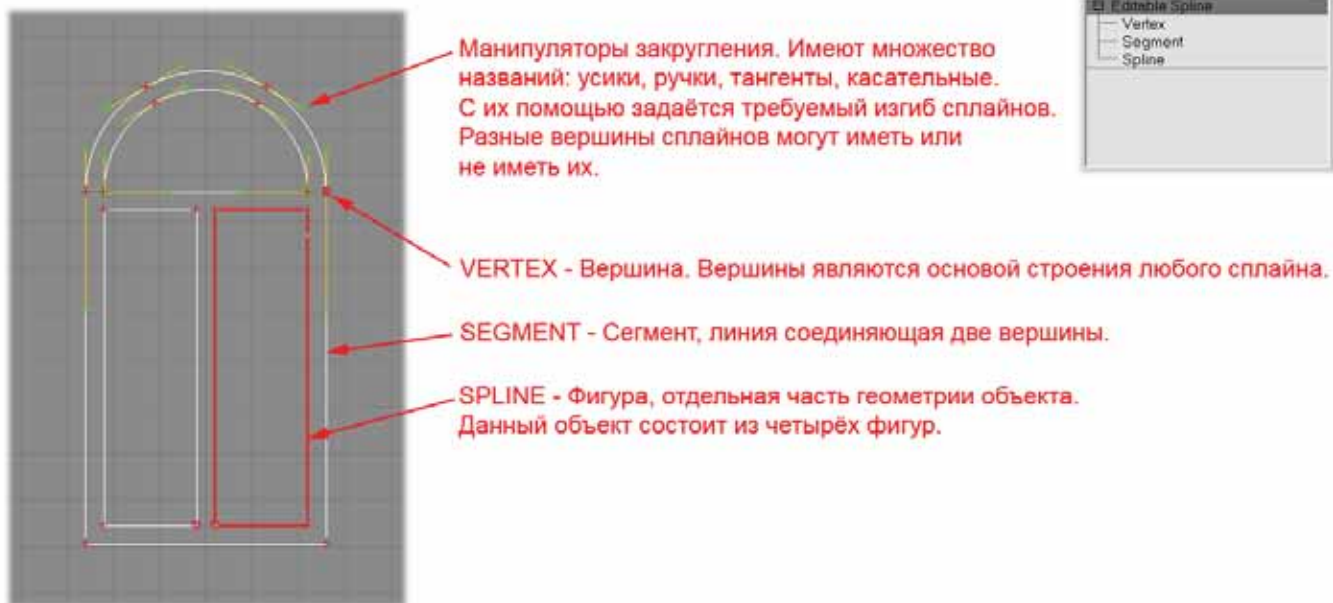 Editable Spline
Vertex
Segment
Spline
Манипуляторы закругления. Имеют множество
названий: усики, ручки, тангенты, касательные.
С их помощью задаётся требуемый изгиб сплайнов.
Разные вершины сплайнов могут иметь или
не иметь их.
VERTEX - Вершина. Вершины являются основой строения любого сплайна.
SEGMENT - Сегмент, линия соединяющая две вершины.
SPLINE - Фигура, отдельная часть геометрии объекта.
Данный объект состоит из четырёх фигур.